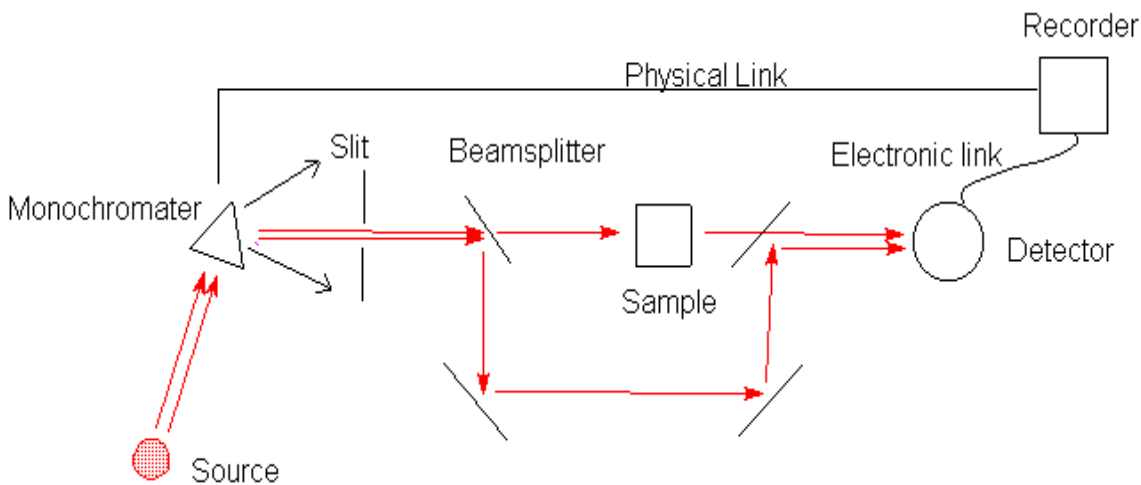 Recorder
Physical Link
Slit
Beamsplitter
Electronic link
Monochromater
Detector
Sample
Source